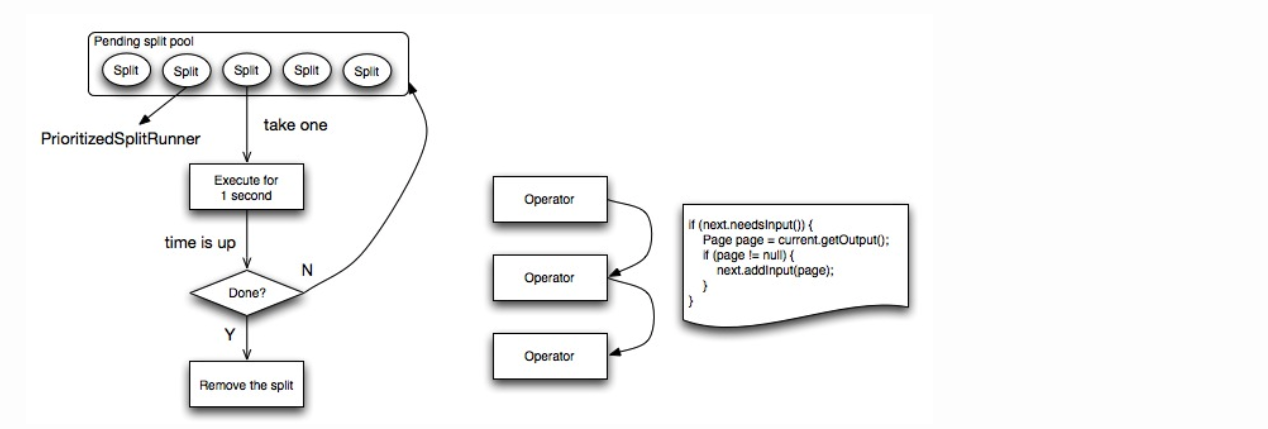 Pending split pool
Split
Split
Split
Split
Split
PrioritizedSplitRunner
take one
Execute for
1 second
time is up
N
Done?
Y
Remove the split
Operator
Operator
Operator
if (next.needsInput()) {
Page page = current.getOutput();
if (page != null) {
next.addInput(page);
}
}